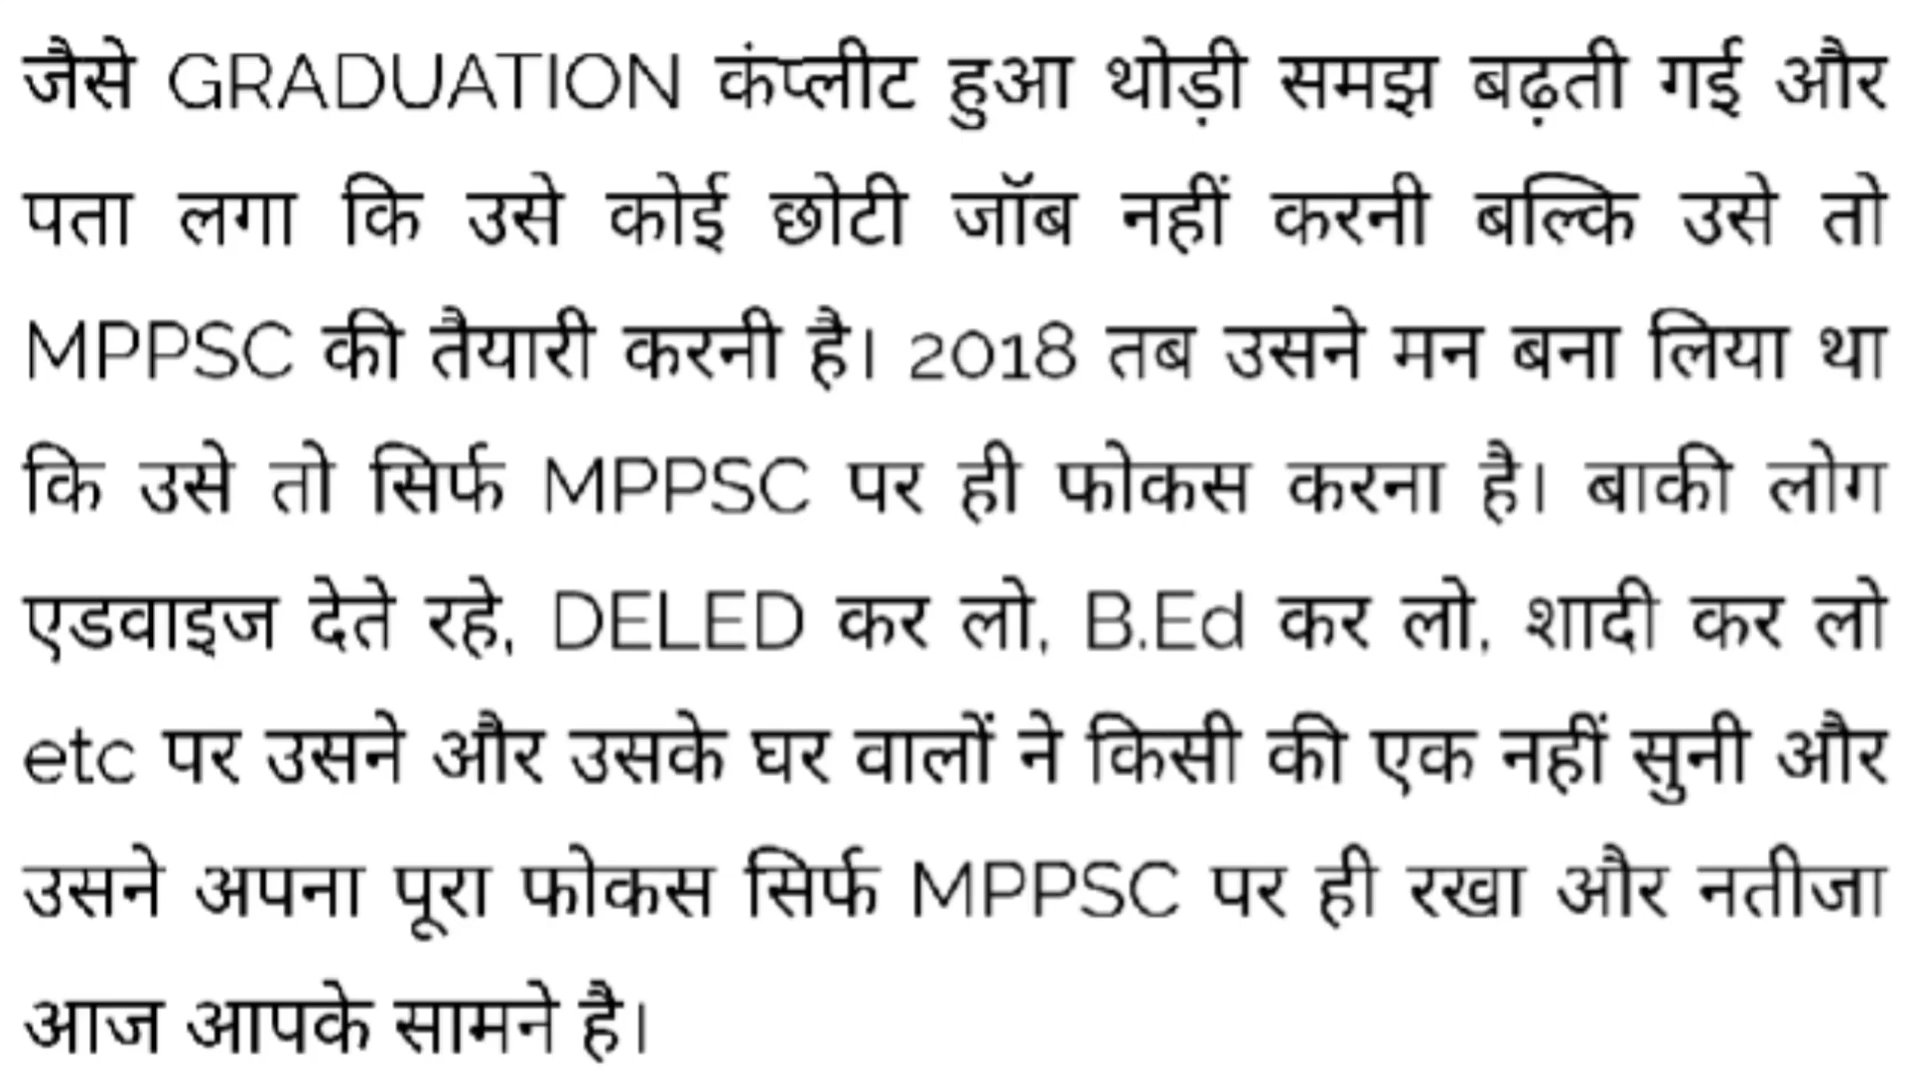 जैसे GRADUATION कंप्लीट हुआ थोड़ी समझ बढ़ती गई और
पता लगा कि उसे कोई छोटी जॉब नहीं करनी बल्कि उसे तो
MPPSC की तैयारी करनी है। 2018 तब उसने मन बना लिया था
कि उसे तो सिर्फ MPPSC पर ही फोकस करना है। बाकी लोग
एडवाइज देते रहे, DELED कर लो, B.Ed कर लो, शादी कर लो
etc पर उसने और उसके घर वालों ने किसी की एक नहीं सुनी और
उसने अपना पूरा फोकस सिर्फ MPPSC पर ही रखा और नतीजा
आज आपके सामने है।